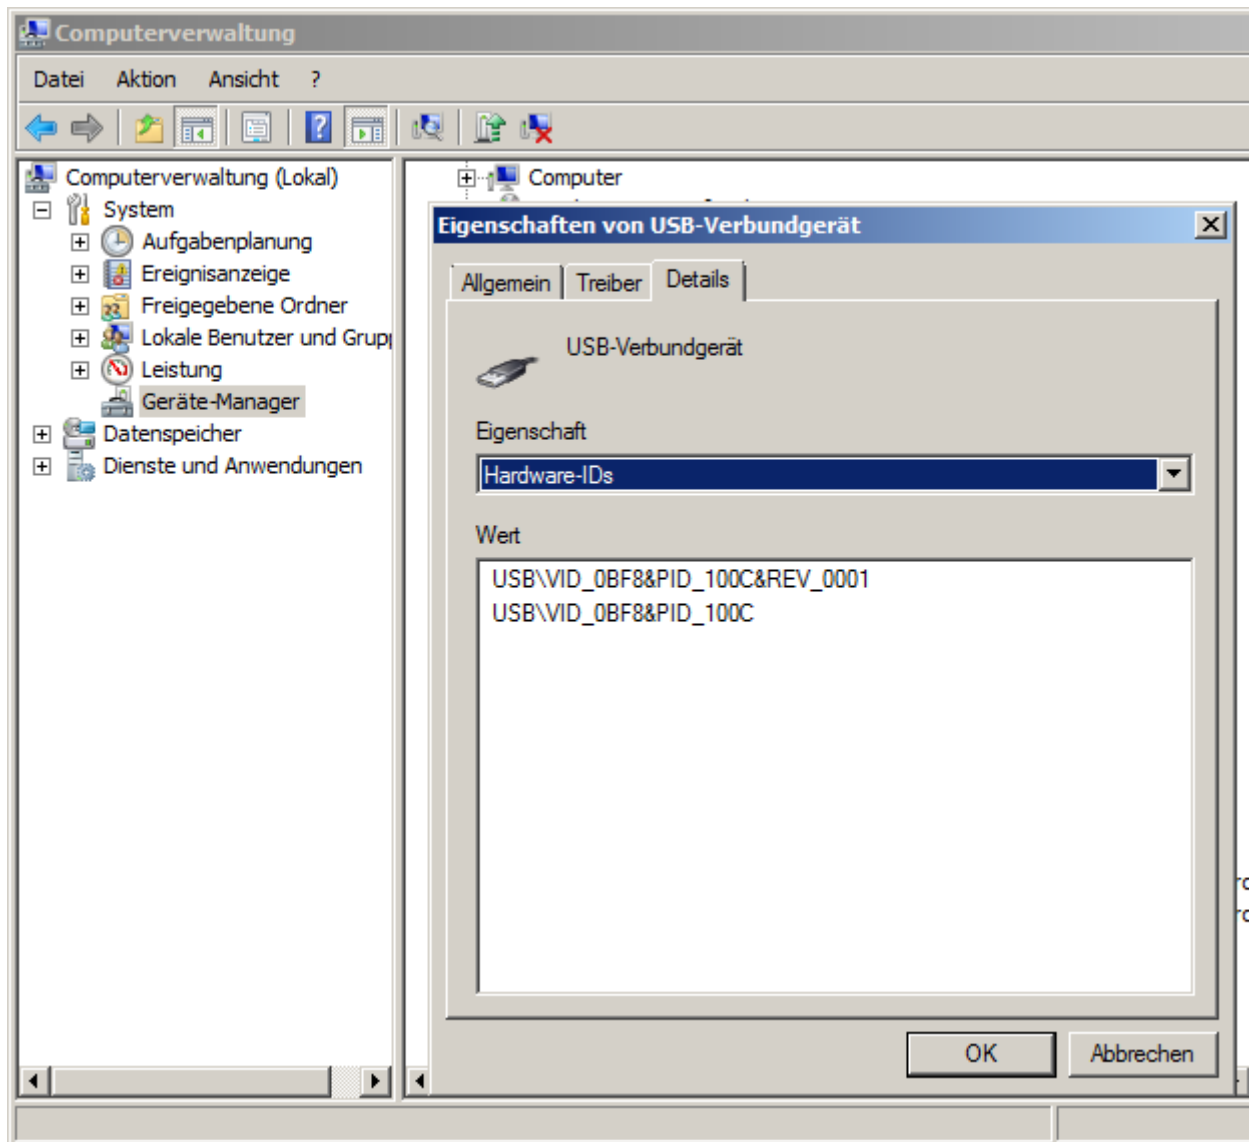 Computerverwaltung
Datei Aktion Ansicht ?
Computerverwaltung (Lokal)
System
Aufgabenplanung
Ereignisanzeige
Freigegebene Ordner
Lokale Benutzer und
Leistung
Geräte-Manager
Datenspeicher
Dienste und Anwendungen
Computer
Eigenschaften von USB-Verbundgerät
Allgemein Treiber Details
USB-Verbundgerät
Eigenschaft
Hardware-IDs
Wert
USB\VID_0BF8&PID_100C&REV_0001
USB\VID_0BF8&PID_100C
OK Abbrechen